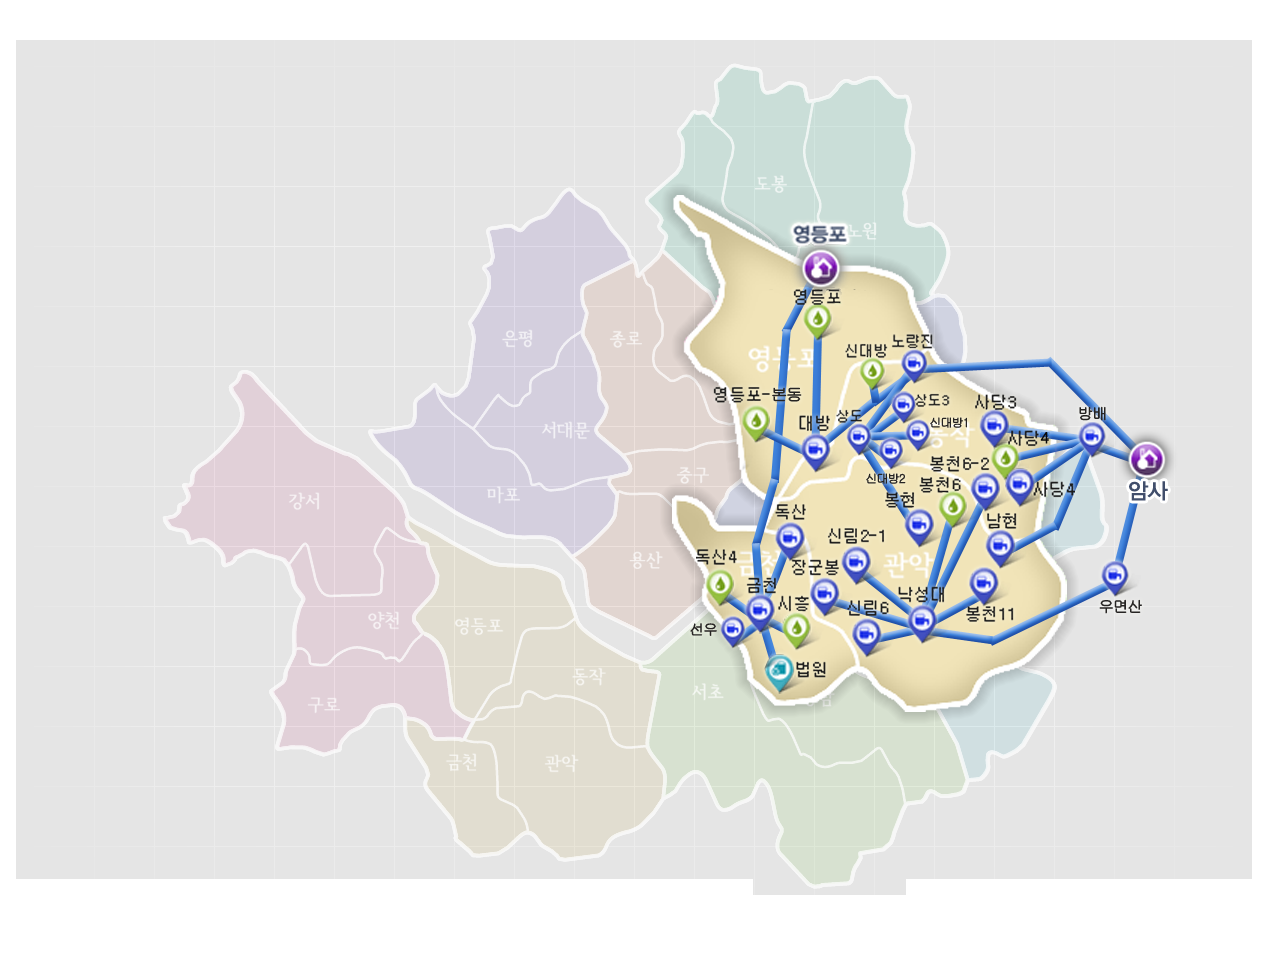 도봉
노원
영등포
영등포
은평
종로
노량진
신대방
영등포
영등포-본동
상도3
사당3
대방
상도
신대방1
방배
동작
사당4
서대문
봉천6-2
중구
신대방2
봉천6
사당4
암사
마포
강서
봉현
독산
남현
신림2-1
독산4
금천
용산
장군봉
관악
금천
낙성대
시흥
신림6
봉천11
우면산
양천
영등포
선우
법원
동작
서초
구로
금천
관악